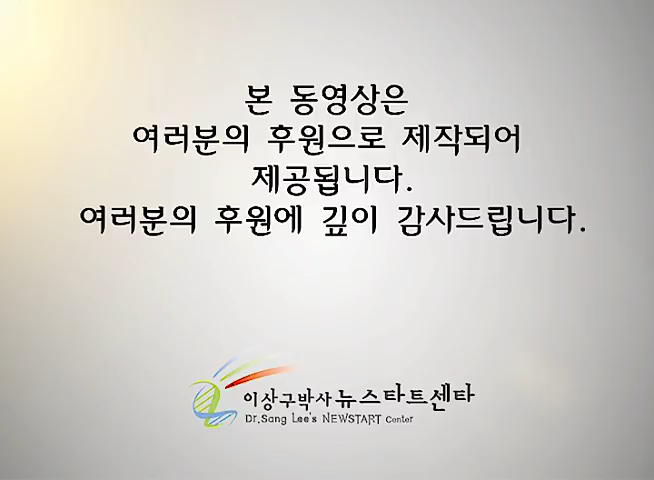 본 동영상은
여러분의 후원으로 제작되어
제공됩니다.
여러분의 후원에 깊이 감사드립니다.
이상구박사 뉴스타트센타
Dr.Sang Lee's NEWSTART Center